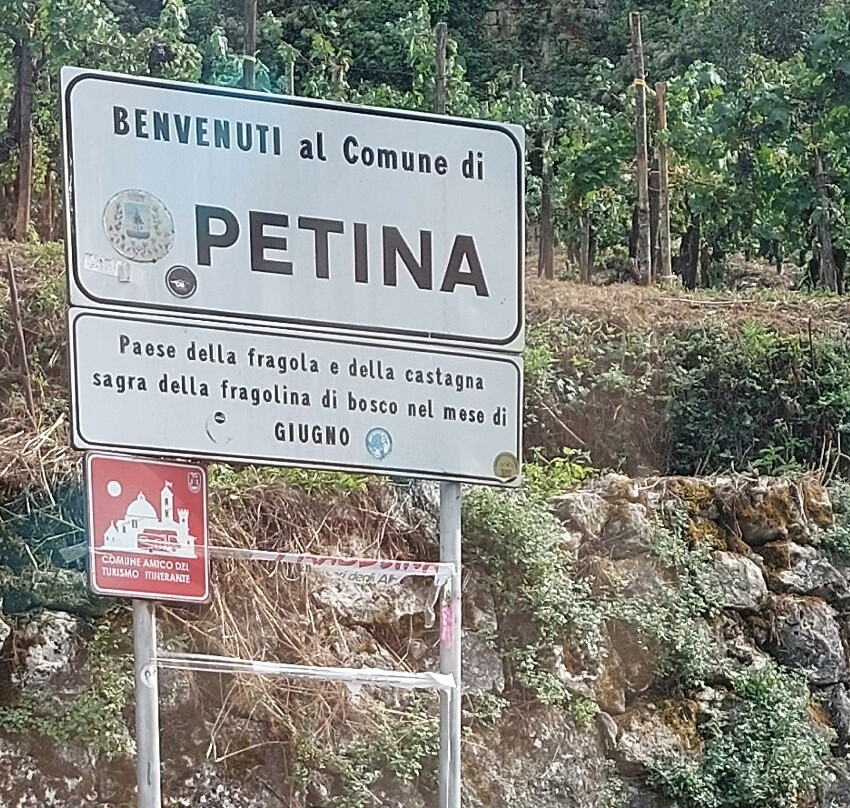 BENVENUTI al Comune di
PETINA
Paese della fragola e della castagna
sagra della fragolina di bosco nel mese di
GIUGNO
COMUNE AMICO DEL
TURISMO ITINERANTE
degli